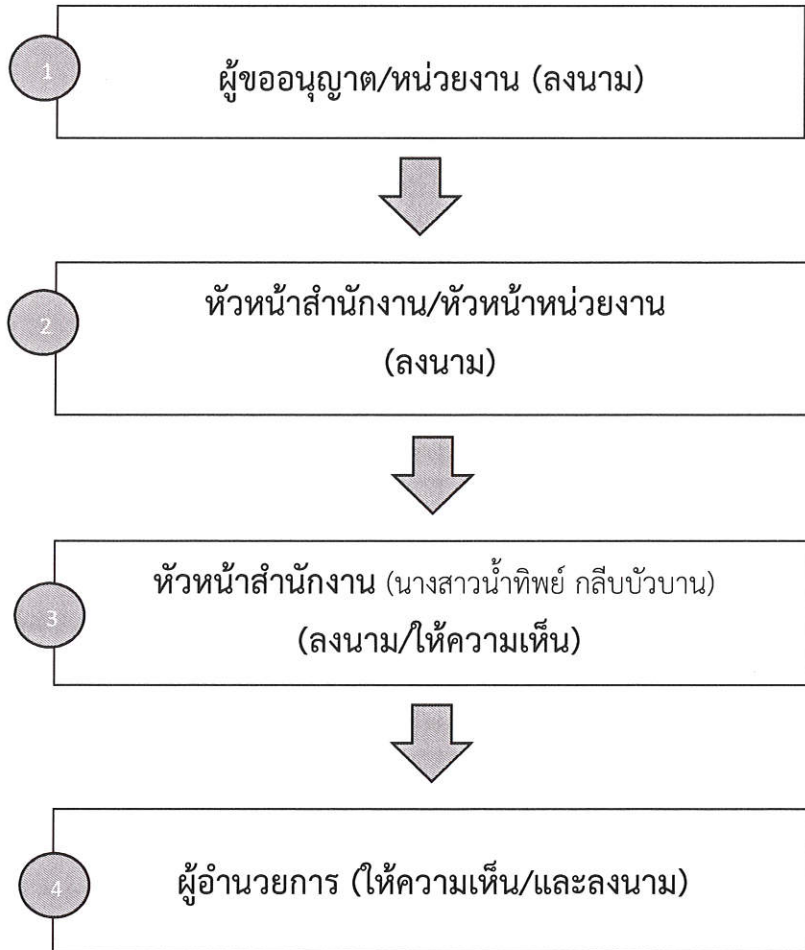 1
ผู้ขออนุญาต/หน่วยงาน (ลงนาม)
2
หัวหน้าสำนักงาน/หัวหน้าหน่วยงาน
(ลงนาม)
3
หัวหน้าสำนักงาน (นางสาวน้ำทิพย์ กลีบบัวบาน)
(ลงนาม/ให้ความเห็น)
4
ผู้อำนวยการ (ให้ความเห็น/และลงนาม)